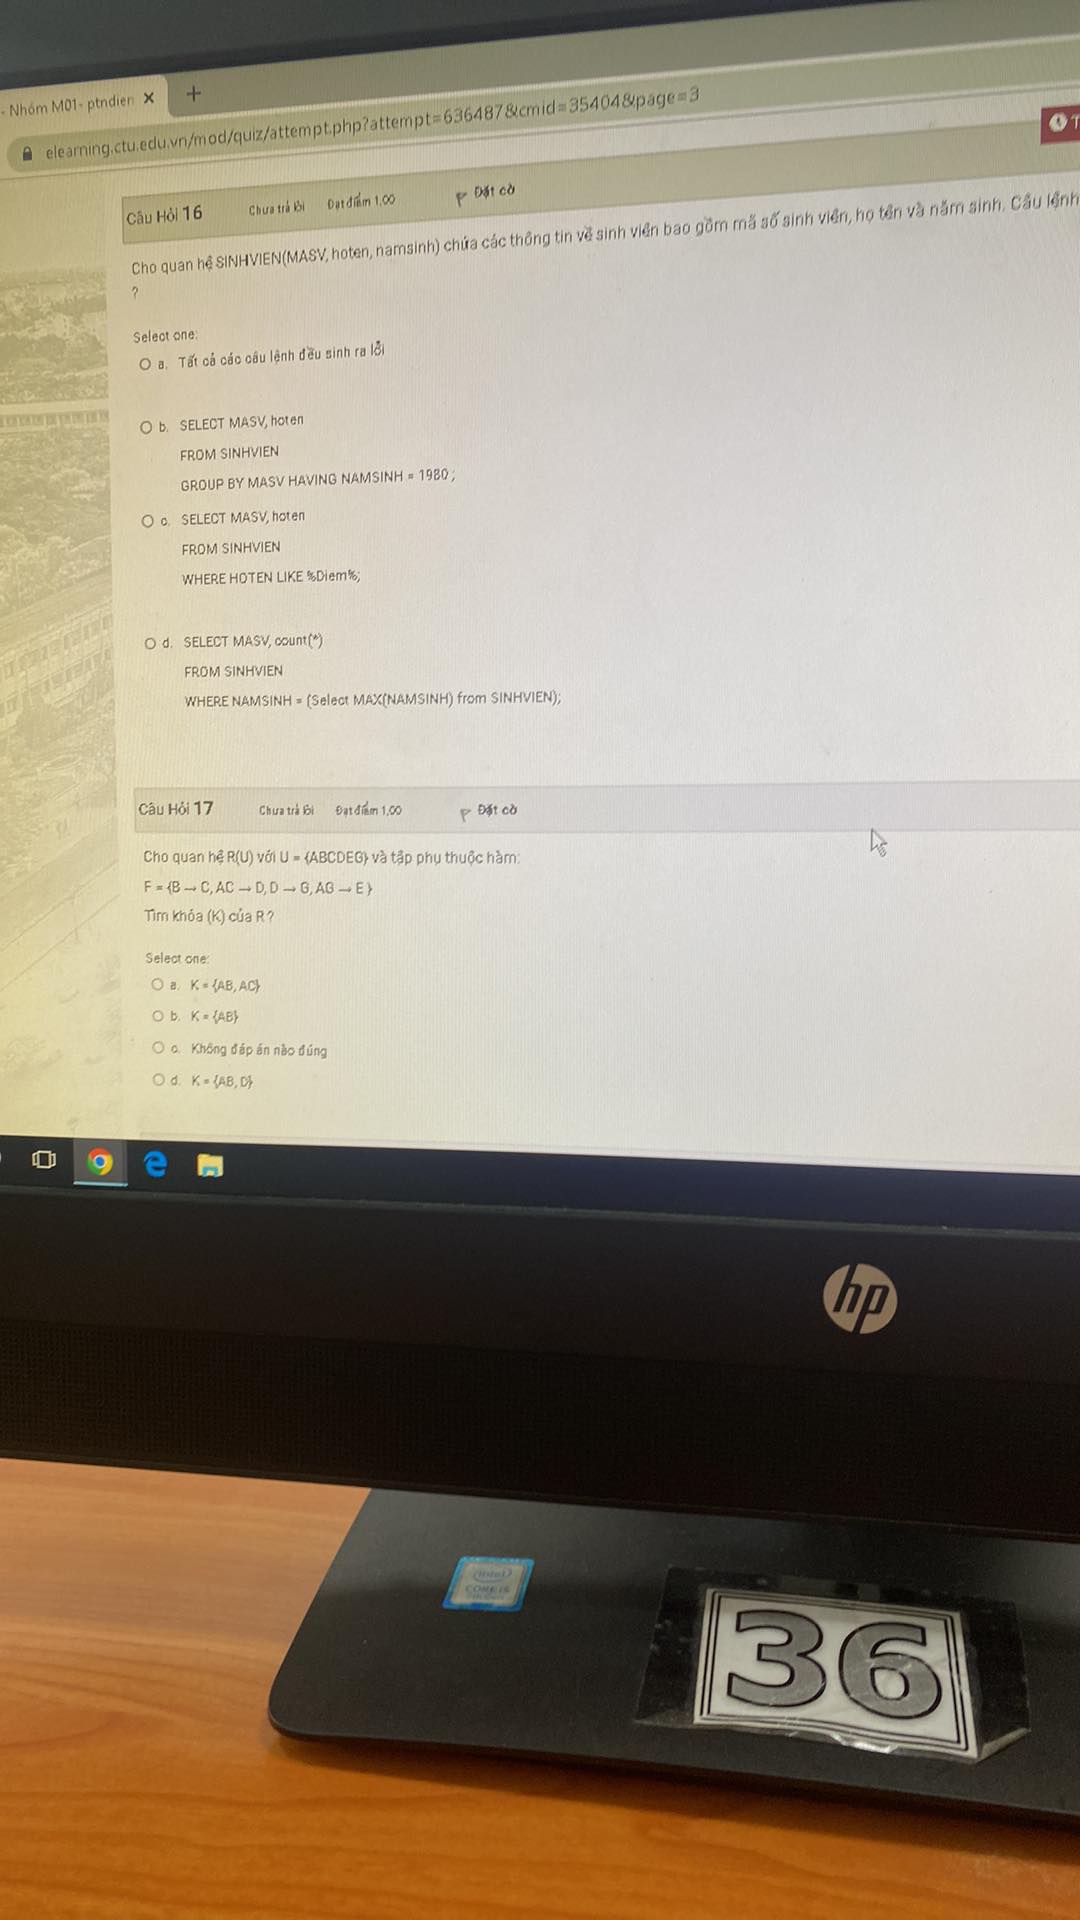 - Nhóm M01- ptndien × +
elearning.ctu.edu.vn/mod/quiz/attempt.php?attempt=636487&cmid=35404&page=3
Câu Hỏi 16 Chưa trả lời Đạt điểm 1,00 Đặt cờ
Cho quan hệ SINHVIEN(MASV, hoten, namsinh) chứa các thông tin về sinh viên bao gồm mã số sinh viên, họ tên và năm sinh. Câu lệnh
?
Select one:
a. Tất cả các câu lệnh đều sinh ra lỗi
b. SELECT MASV, hoten
FROM SINHVIEN
GROUP BY MASV HAVING NAMSINH = 1980;
c. SELECT MASV, hoten
FROM SINHVIEN
WHERE HOTEN LIKE %Diem%;
d. SELECT MASV, count(*)
FROM SINHVIEN
WHERE NAMSINH = (Select MAX(NAMSINH) from SINHVIEN);
Câu Hỏi 17 Chưa trả lời Đạt điểm 1,00 Đặt cờ
Cho quan hệ R(U) với U = {ABCDEG} và tập phụ thuộc hàm:
F = {B → C, AC → D, D → G, AG → E}
Tìm khóa (K) của R?
Select one:
a. K = {AB, AC}
b. K = {AB}
c. Không đáp án nào đúng
d. K = {AB, D}
hp
intel
CORE i5
36